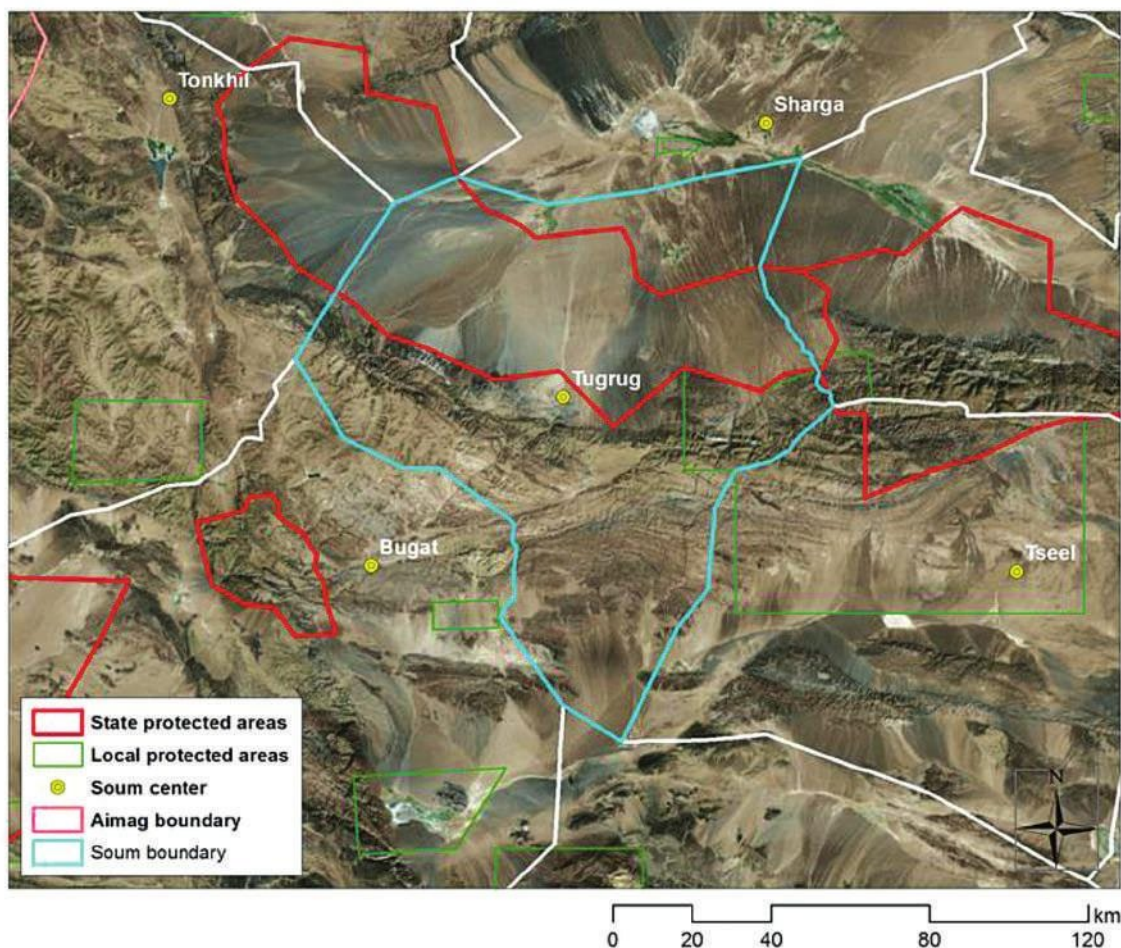 Tonkhil
Sharga
Tugrug
Bugat
Tseel
State protected areas
Local protected areas
Soum center
Aimag boundary
Soum boundary
N
km
0 20 40 80 120